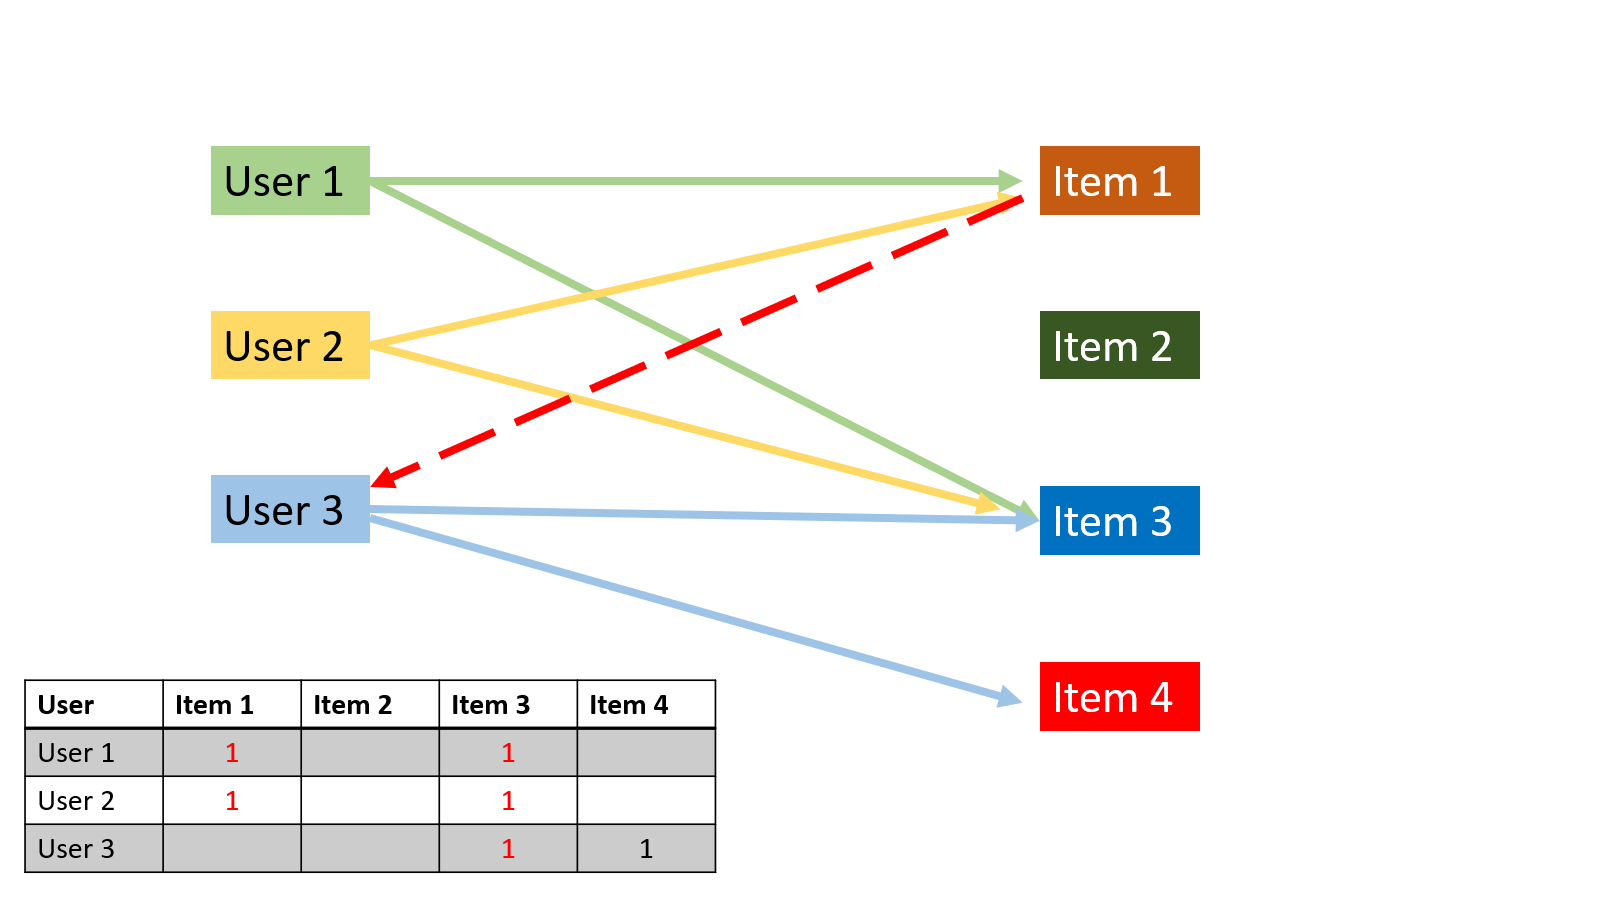 User 1 Item 1
User 2 Item 2
User 3 Item 3
Item 4
User Item 1 Item 2 Item 3 Item 4
User 1 1 1
User 2 1 1
User 3 1 1